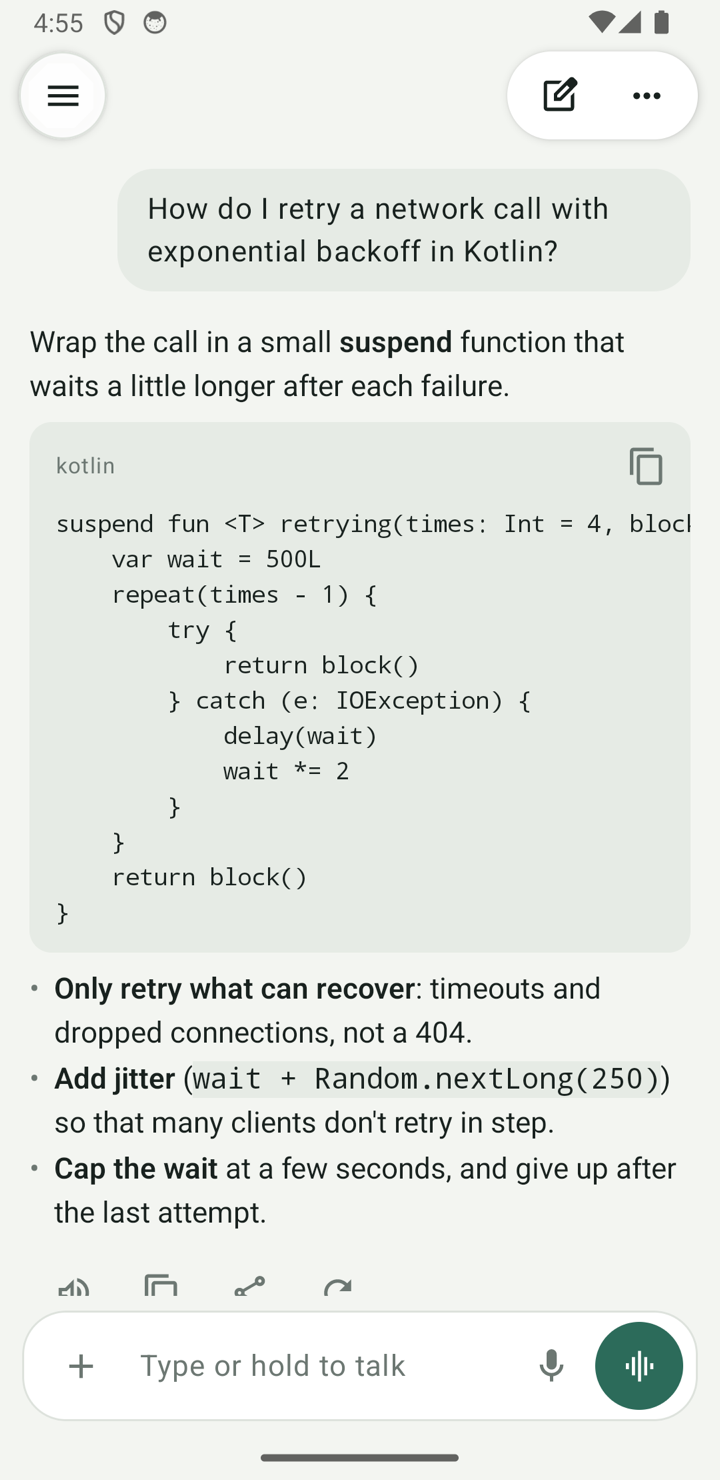 4:55
How do I retry a network call with
exponential backoff in Kotlin?
Wrap the call in a small suspend function that
waits a little longer after each failure.
kotlin
suspend fun <T> retrying(times: Int = 4, block
    var wait = 500L
    repeat(times - 1) {
        try {
            return block()
        } catch (e: IOException) {
            delay(wait)
            wait *= 2
        }
    }
    return block()
}
• Only retry what can recover: timeouts and
dropped connections, not a 404.
• Add jitter (wait + Random.nextLong(250))
so that many clients don't retry in step.
• Cap the wait at a few seconds, and give up after
the last attempt.
Type or hold to talk